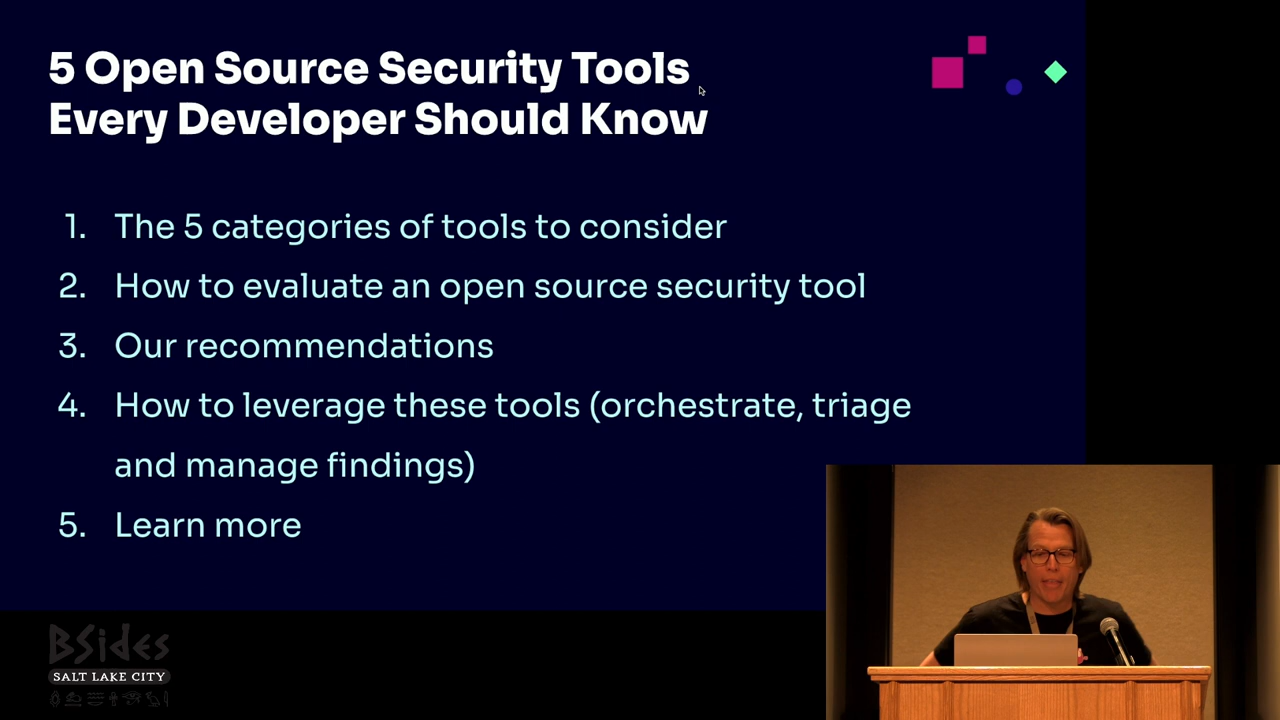 5 Open Source Security Tools
Every Developer Should Know
1. The 5 categories of tools to consider
2. How to evaluate an open source security tool
3. Our recommendations
4. How to leverage these tools (orchestrate, triage
and manage findings)
5. Learn more
BSides
SALT LAKE CITY